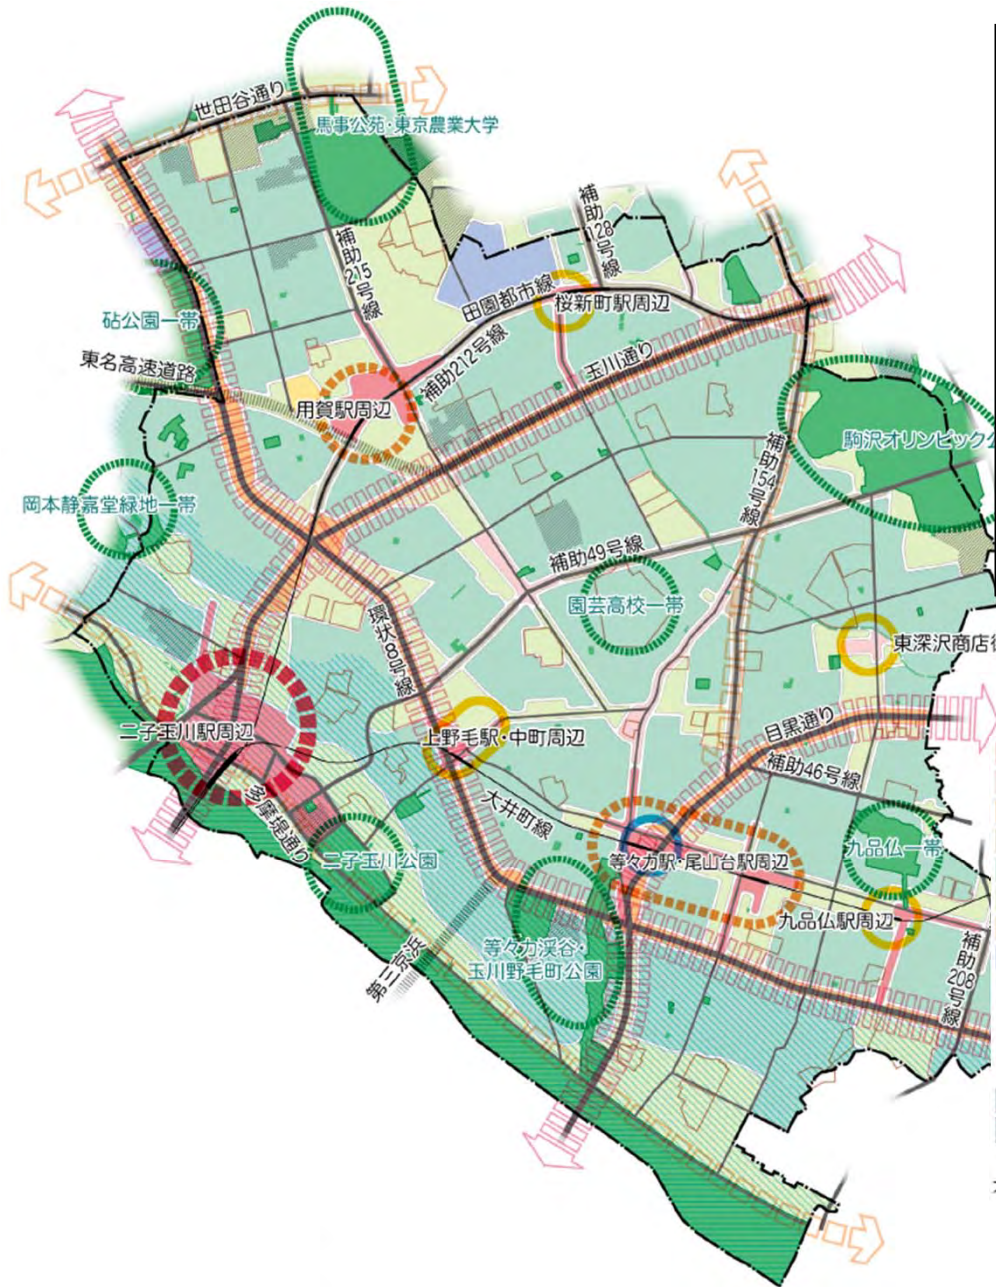 世田谷通り
馬事公苑・東京農業大学
補助215号線
補助128号線
田園都市線
桜新町駅周辺
砧公園一帯
東名高速道路
補助212号線
玉川通り
用賀駅周辺
補助154号線
駒沢オリンピック
岡本静嘉堂緑地一帯
補助49号線
園芸高校一帯
環状8号線
東深沢商店
二子玉川駅周辺
上野毛駅・中町周辺
目黒通り
補助46号線
大井町線
多摩堤通り
二子玉川公園
等々力駅・尾山台駅周辺
九品仏一帯
九品仏駅周辺
等々力渓谷・
玉川野毛町公園
第三京浜
補助208号線